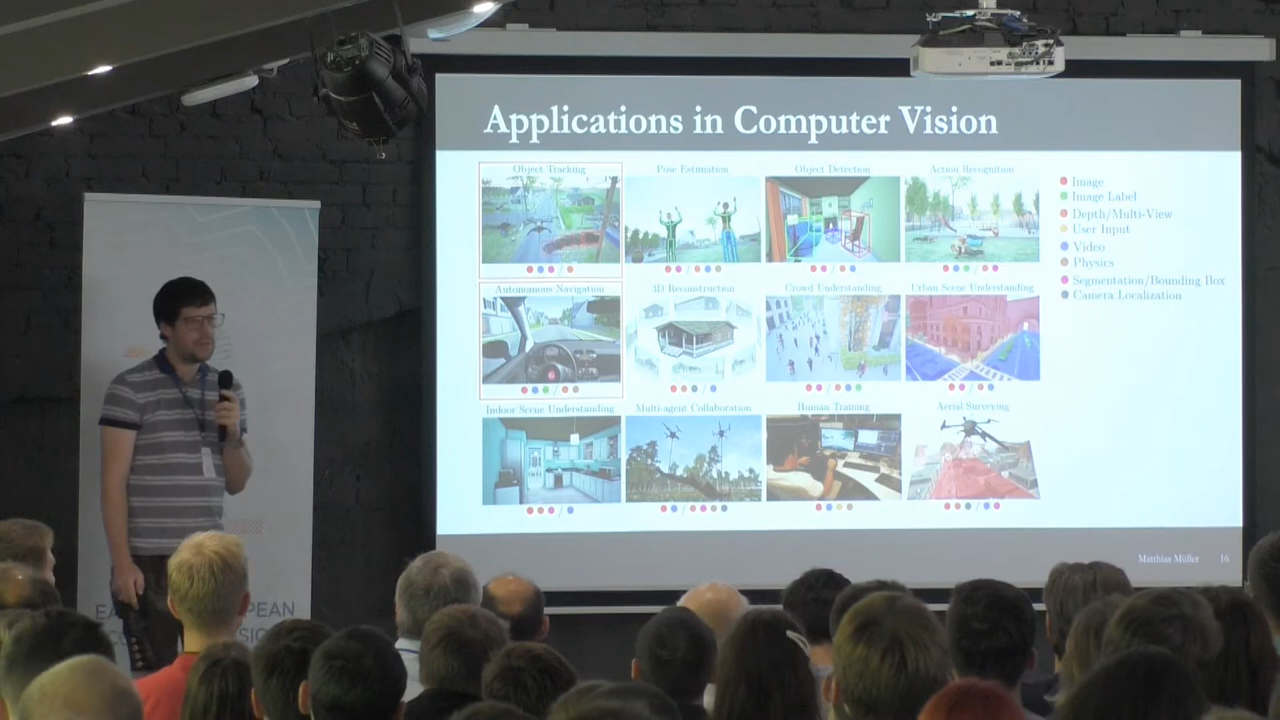 Applications in Computer Vision
Object Tracking
Pose Estimation
Object Detection
Action Recognition
Autonomous Navigation
3D Reconstruction
Crowd Understanding
Urban Scene Understanding
Indoor Scene Understanding
Multi-agent Collaboration
Human Training
Aerial Surveying
Image
Image Label
Depth/Multi-View
User Input
Video
Physics
Segmentation/Bounding Box
Camera Localization
Matthias Müller 16